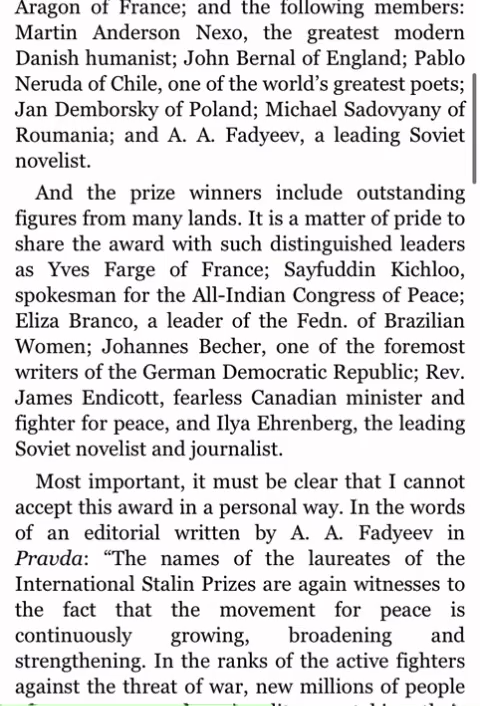 Aragon of France; and the following members:
Martin Anderson Nexo, the greatest modern
Danish humanist; John Bernal of England; Pablo
Neruda of Chile, one of the world’s greatest poets;
Jan Demborsky of Poland; Michael Sadovyany of
Roumania; and A. A. Fadyeev, a leading Soviet
novelist.
And the prize winners include outstanding
figures from many lands. It is a matter of pride to
share the award with such distinguished leaders
as Yves Farge of France; Sayfuddin Kichloo,
spokesman for the All-Indian Congress of Peace;
Eliza Branco, a leader of the Fedn. of Brazilian
Women; Johannes Becher, one of the foremost
writers of the German Democratic Republic; Rev.
James Endicott, fearless Canadian minister and
fighter for peace, and Ilya Ehrenberg, the leading
Soviet novelist and journalist.
Most important, it must be clear that I cannot
accept this award in a personal way. In the words
of an editorial written by A. A. Fadyeev in
Pravda: “The names of the laureates of the
International Stalin Prizes are again witnesses to
the fact that the movement for peace is
continuously growing, broadening and
strengthening. In the ranks of the active fighters
against the threat of war, new millions of people